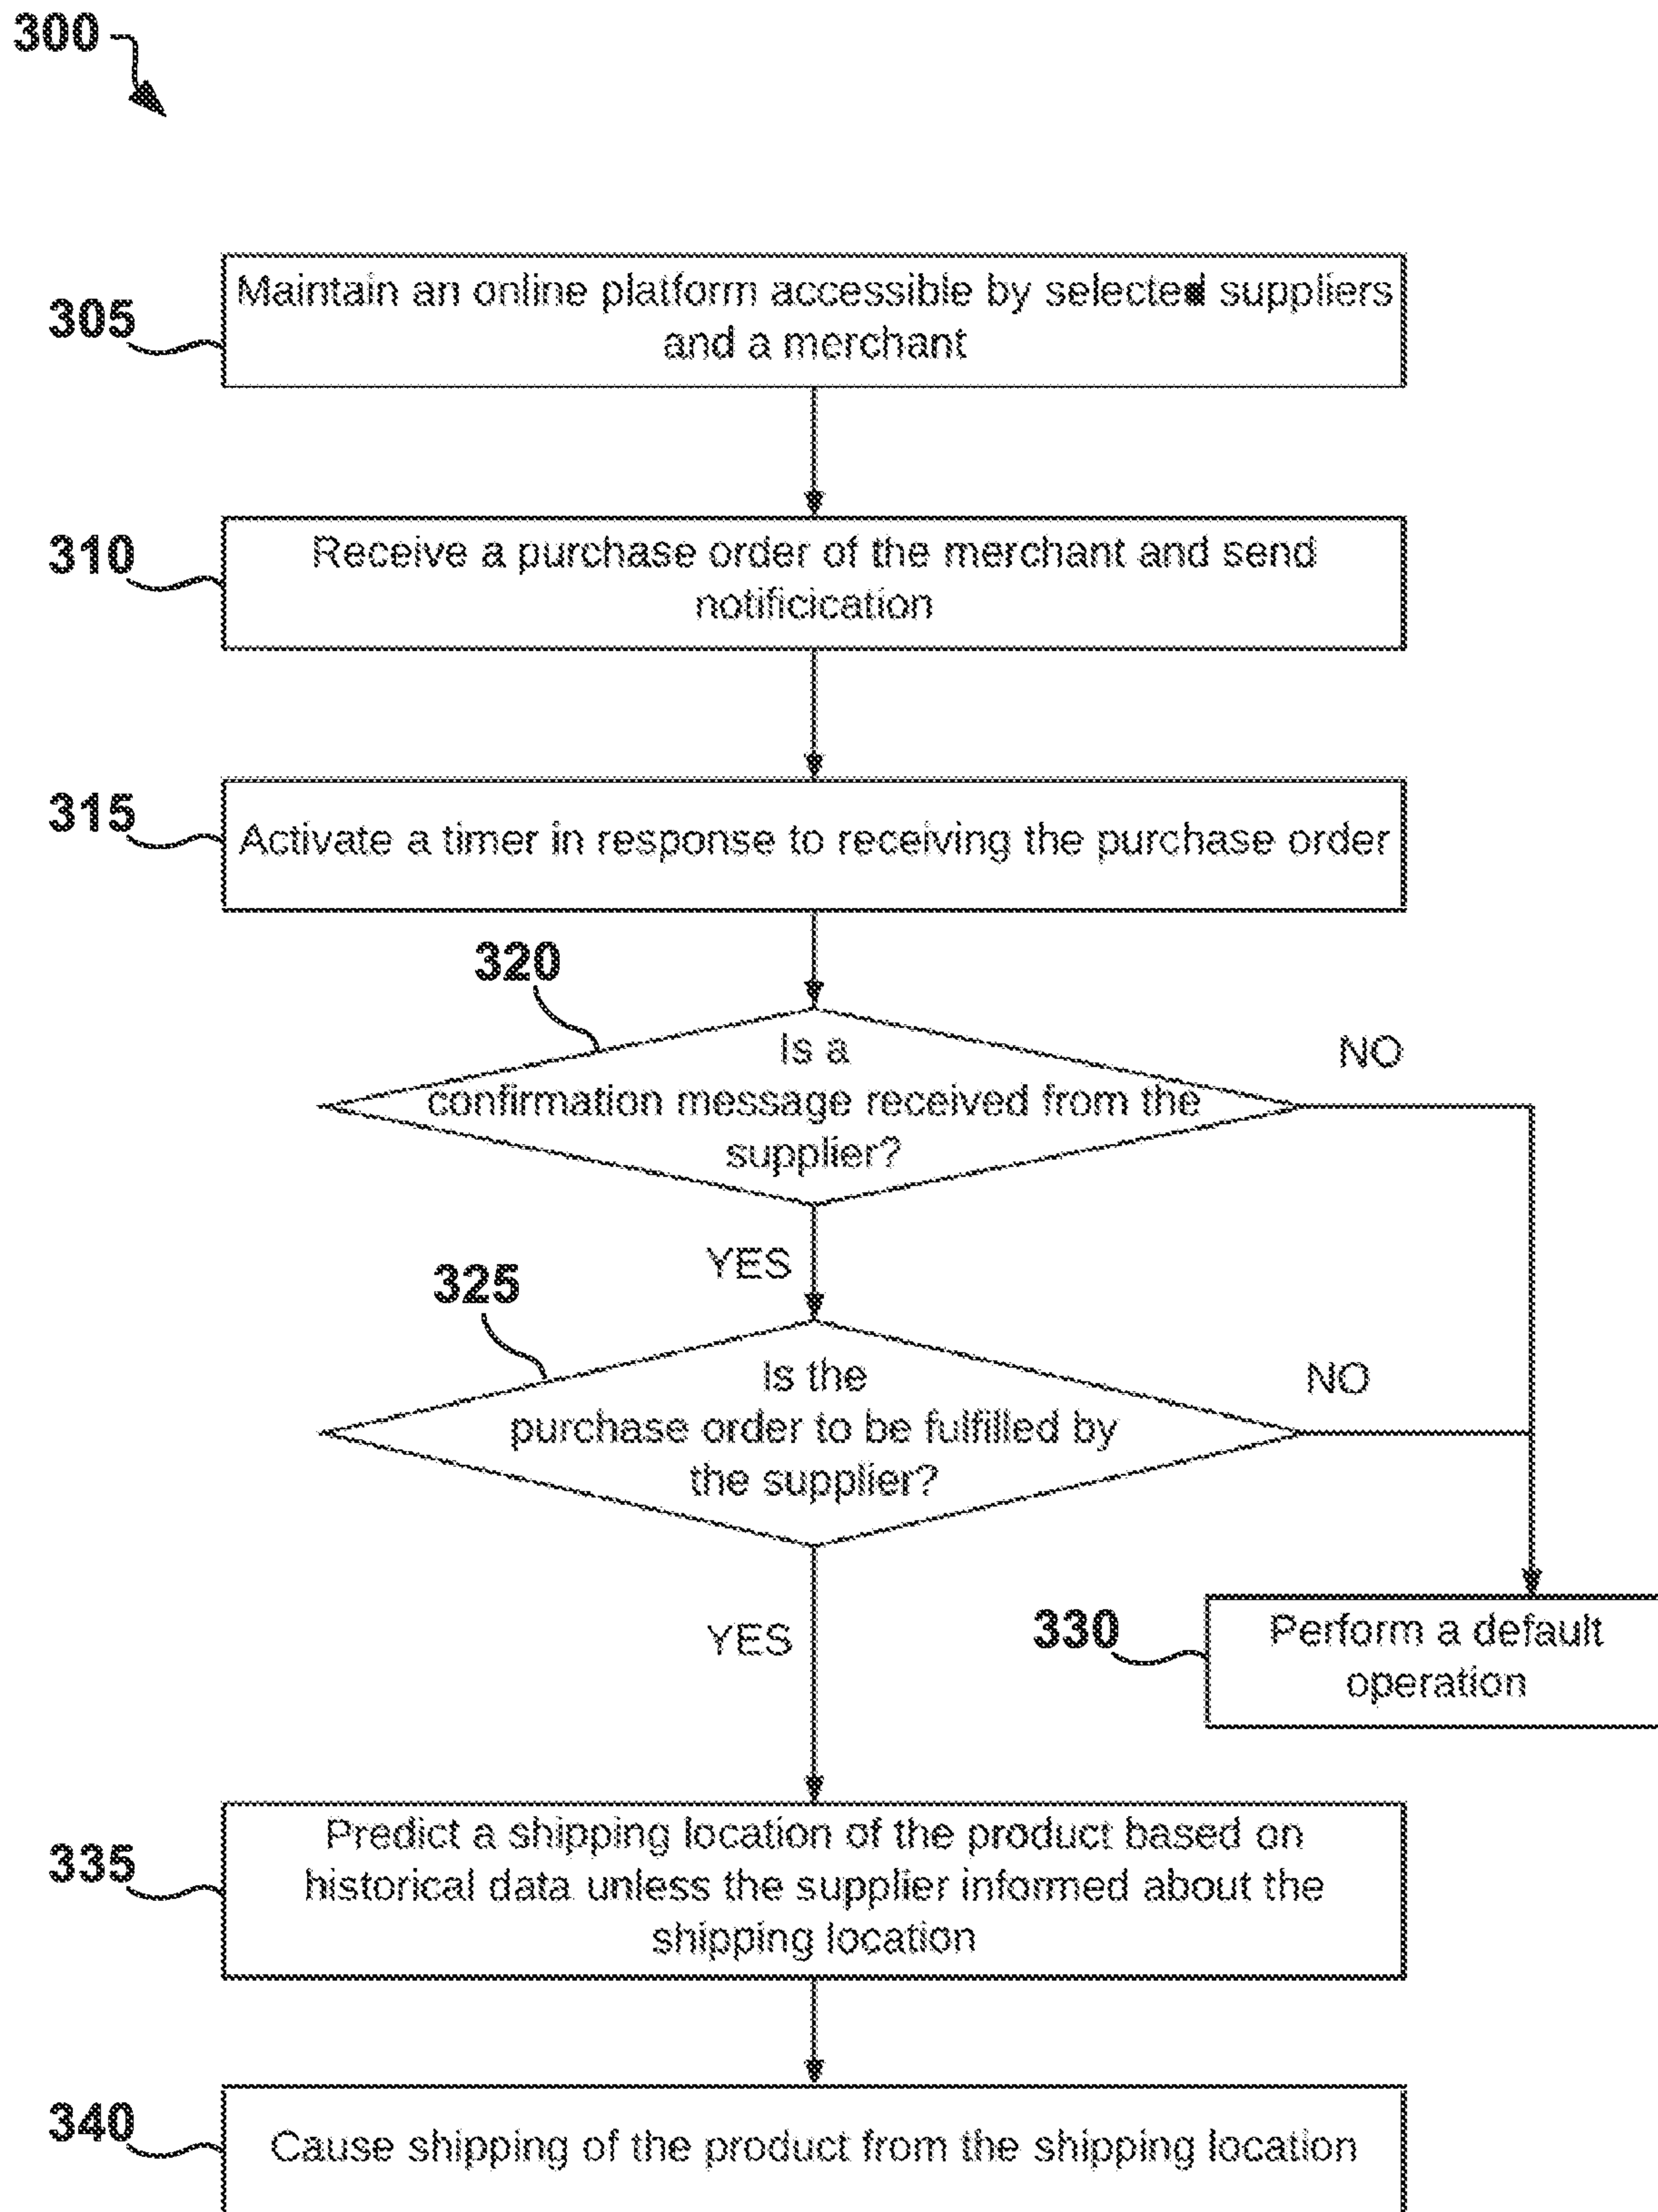 300
305
Maintain an online platform accessible by selected suppliers
and a merchant
310
Receive a purchase order of the merchant and send
notificication
315
Activate a timer in response to receiving the purchase order
320
Is a
confirmation message received from the
supplier?
NO
YES
325
Is the
purchase order to be fulfilled by
the supplier?
NO
YES
330
Perform a default
operation
335
Predict a shipping location of the product based on
historical data unless the supplier informed about the
shipping location
340
Cause shipping of the product from the shipping location